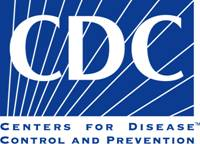 CDC
CENTERS FOR DISEASE™
CONTROL AND PREVENTION